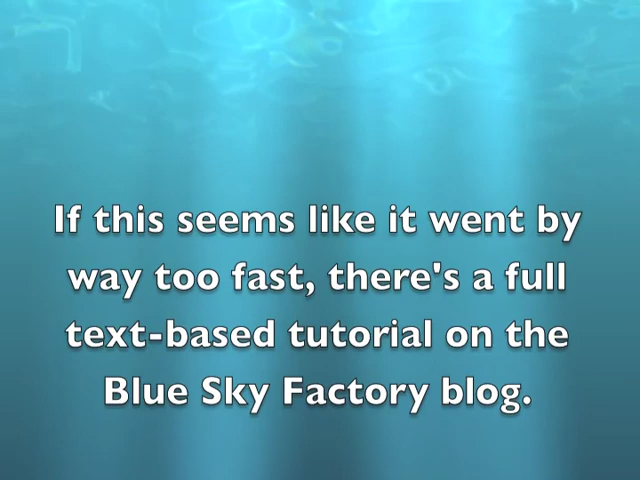 If this seems like it went by
way too fast, there's a full
text-based tutorial on the
Blue Sky Factory blog.